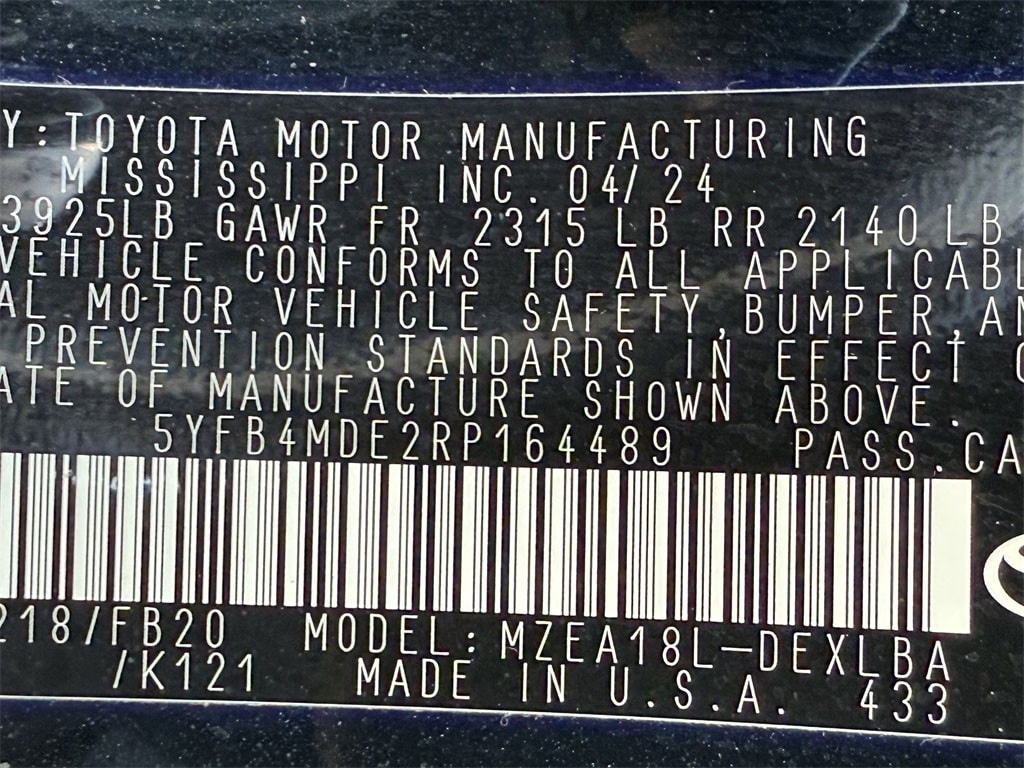 Y:TOYOTA MOTOR MANUFACTURING
MISSISSIPPI INC. 04/24
3925LB GAWR FR 2315 LB RR 2140 LB
VEHICLE CONFORMS TO ALL APPLICABL
AL MOTOR VEHICLE SAFETY,BUMPER,AN
PREVENTION STANDARDS IN EFFECT O
ATE OF MANUFACTURE SHOWN ABOVE.
5YFB4MDE2RP164489 PASS.CA
218/FB20 MODEL:MZEA18L-DEXLBA
/K121 MADE IN U.S.A. 433